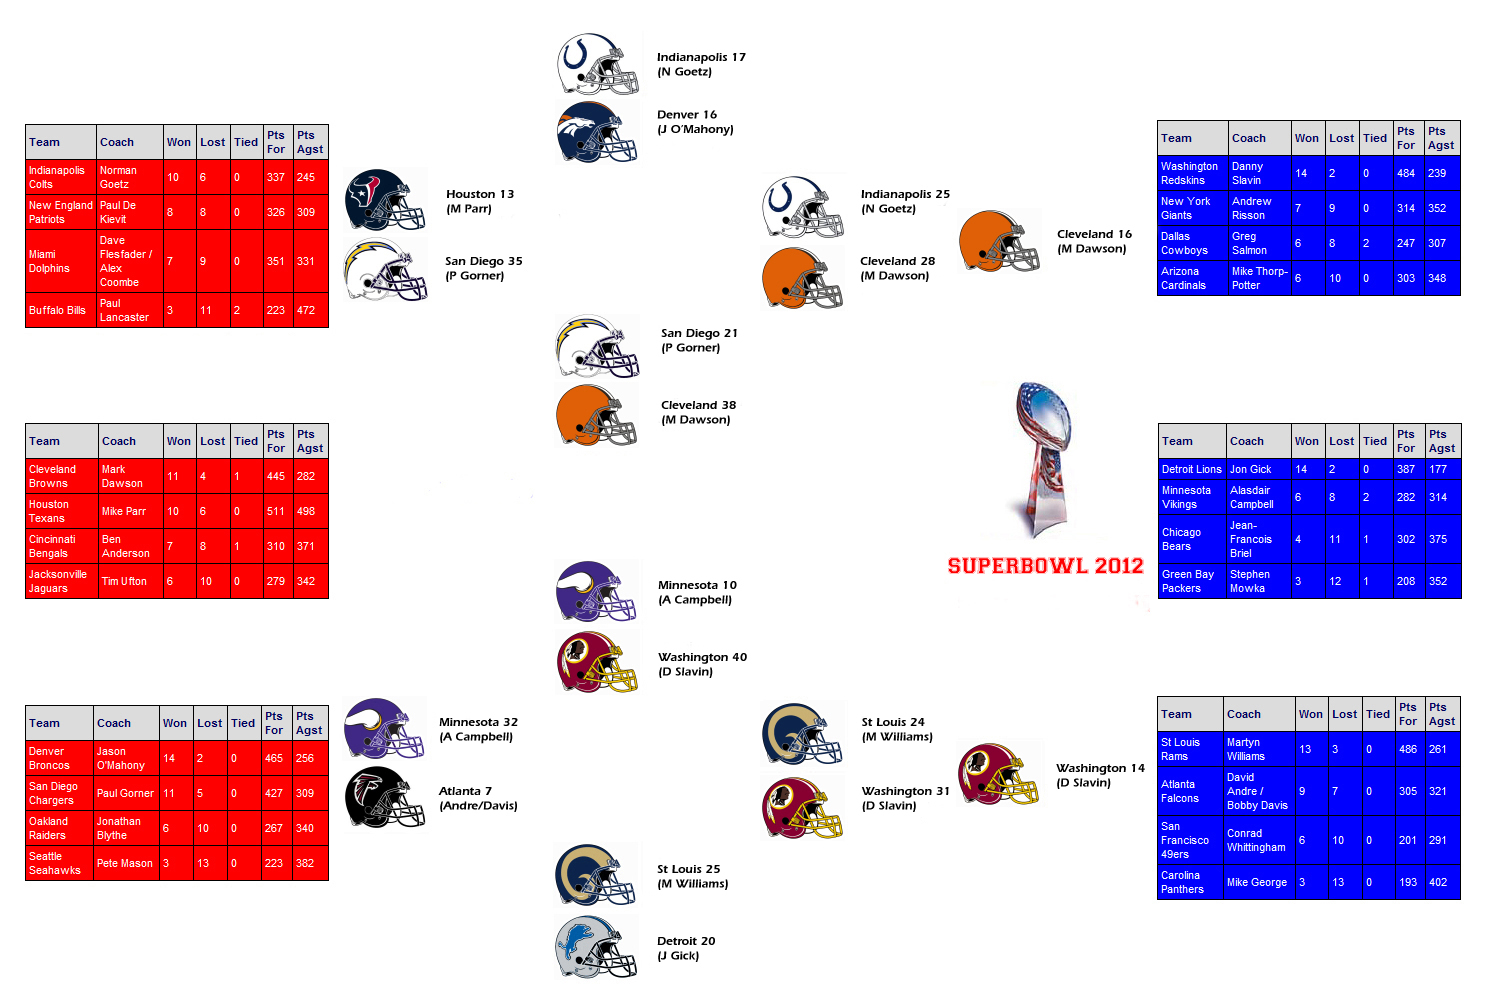 Indianapolis 17
(N Goetz)
Denver 16
(J O'Mahony)
Team Coach Won Lost Tied Pts For Pts Agst
Indianapolis Colts Norman Goetz 10 6 0 337 245
New England Patriots Paul De Kievit 8 8 0 326 309
Miami Dolphins Dave Flesfader / Alex Coombe 7 9 0 351 331
Buffalo Bills Paul Lancaster 3 11 2 223 472
Houston 13
(M Parr)
San Diego 35
(P Gorner)
Indianapolis 25
(N Goetz)
Cleveland 28
(M Dawson)
Cleveland 16
(M Dawson)
Team Coach Won Lost Tied Pts For Pts Agst
Washington Redskins Danny Slavin 14 2 0 484 239
New York Giants Andrew Risson 7 9 0 314 352
Dallas Cowboys Greg Salmon 6 8 2 247 307
Arizona Cardinals Mike Thorp-Potter 6 10 0 303 348
San Diego 21
(P Gorner)
Cleveland 38
(M Dawson)
Team Coach Won Lost Tied Pts For Pts Agst
Cleveland Browns Mark Dawson 11 4 1 445 282
Houston Texans Mike Parr 10 6 0 511 498
Cincinnati Bengals Ben Anderson 7 8 1 310 371
Jacksonville Jaguars Tim Ufton 6 10 0 279 342
SUPERBOWL 2012
Team Coach Won Lost Tied Pts For Pts Agst
Detroit Lions Jon Gick 14 2 0 387 177
Minnesota Vikings Alasdair Campbell 6 8 2 282 314
Chicago Bears Jean-Francois Briel 4 11 1 302 375
Green Bay Packers Stephen Mowka 3 12 1 208 352
Minnesota 10
(A Campbell)
Washington 40
(D Slavin)
Team Coach Won Lost Tied Pts For Pts Agst
Denver Broncos Jason O'Mahony 14 2 0 465 256
San Diego Chargers Paul Gorner 11 5 0 427 309
Oakland Raiders Jonathan Blythe 6 10 0 267 340
Seattle Seahawks Pete Mason 3 13 0 223 382
Minnesota 32
(A Campbell)
Atlanta 7
(Andre/Davis)
St Louis 24
(M Williams)
Washington 31
(D Slavin)
Washington 14
(D Slavin)
Team Coach Won Lost Tied Pts For Pts Agst
St Louis Rams Martyn Williams 13 3 0 486 261
Atlanta Falcons David Andre / Bobby Davis 9 7 0 305 321
San Francisco 49ers Conrad Whittingham 6 10 0 201 291
Carolina Panthers Mike George 3 13 0 193 402
St Louis 25
(M Williams)
Detroit 20
(J Gick)